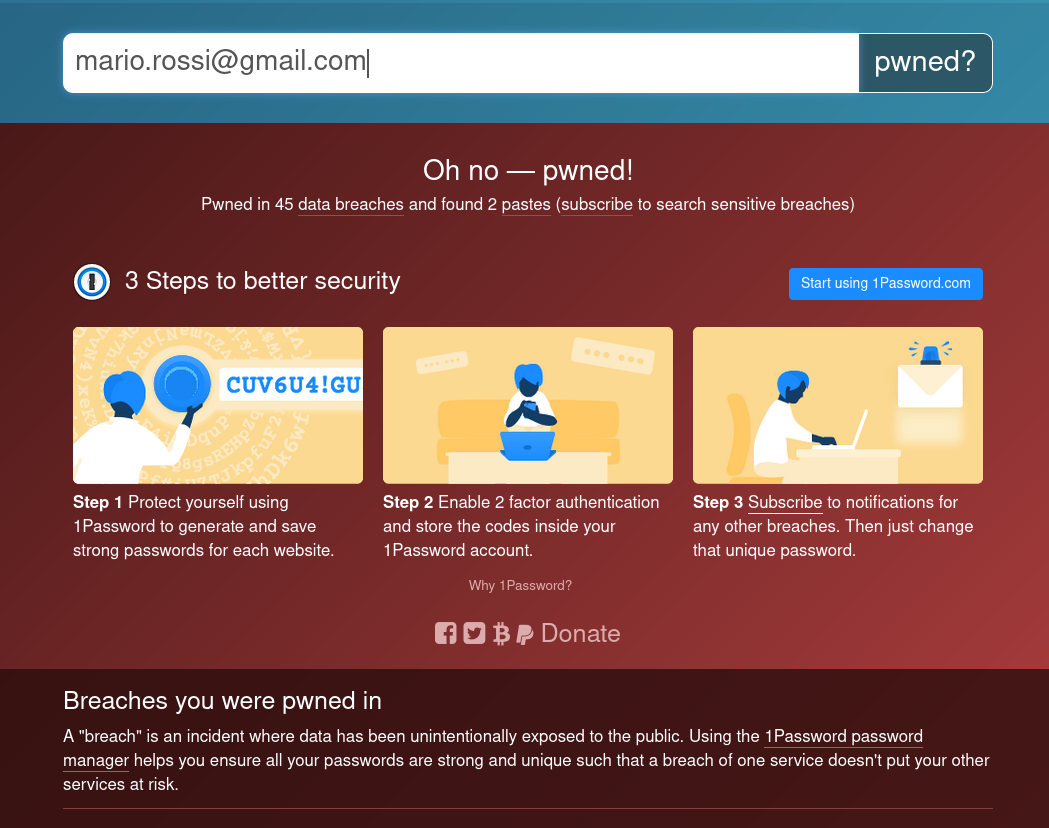 mario.rossi@gmail.com pwned?
Oh no — pwned!
Pwned in 45 data breaches and found 2 pastes (subscribe to search sensitive breaches)
3 Steps to better security
Start using 1Password.com
CUV6U4!GU
Step 1 Protect yourself using
1Password to generate and save
strong passwords for each website.
Step 2 Enable 2 factor authentication
and store the codes inside your
1Password account.
Step 3 Subscribe to notifications for
any other breaches. Then just change
that unique password.
Why 1Password?
Donate
Breaches you were pwned in
A "breach" is an incident where data has been unintentionally exposed to the public. Using the 1Password password
manager helps you ensure all your passwords are strong and unique such that a breach of one service doesn't put your other
services at risk.